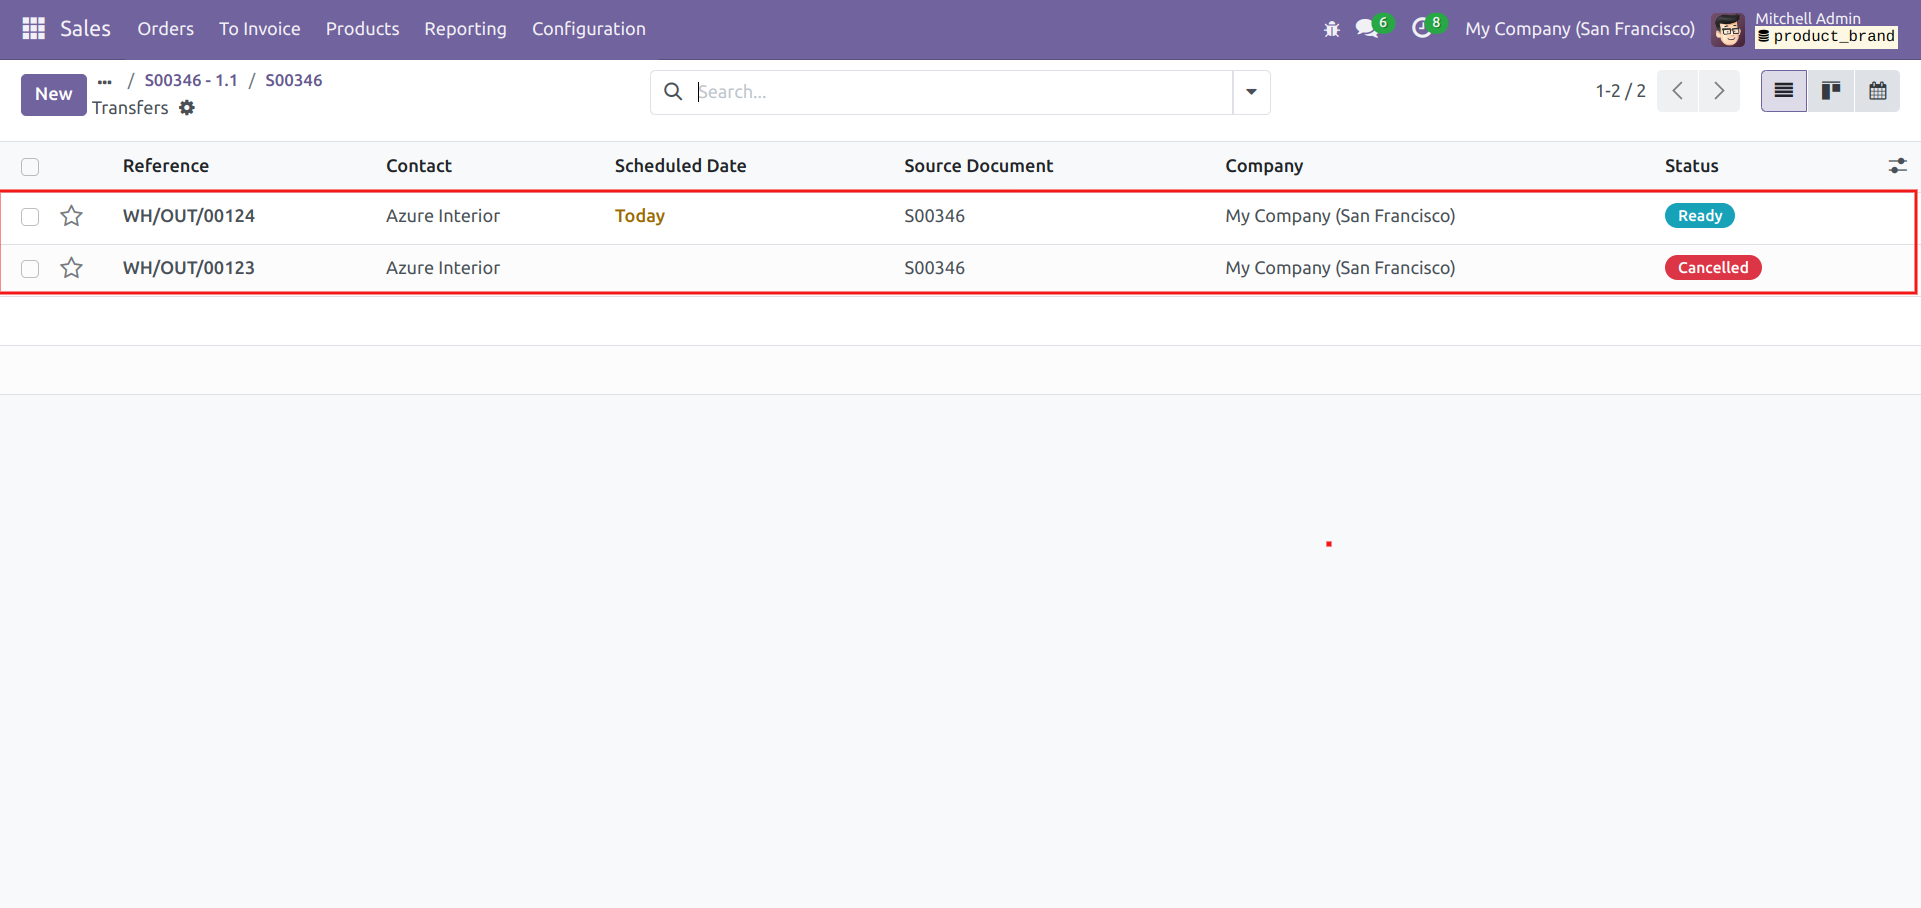 Sales Orders To Invoice Products Reporting Configuration 6 8 My Company (San Francisco) Mitchell Admin
product_brand
New ... / S00346 - 1.1 / S00346
Transfers
Search...
1-2 / 2
Reference Contact Scheduled Date Source Document Company Status
WH/OUT/00124 Azure Interior Today S00346 My Company (San Francisco) Ready
WH/OUT/00123 Azure Interior S00346 My Company (San Francisco) Cancelled